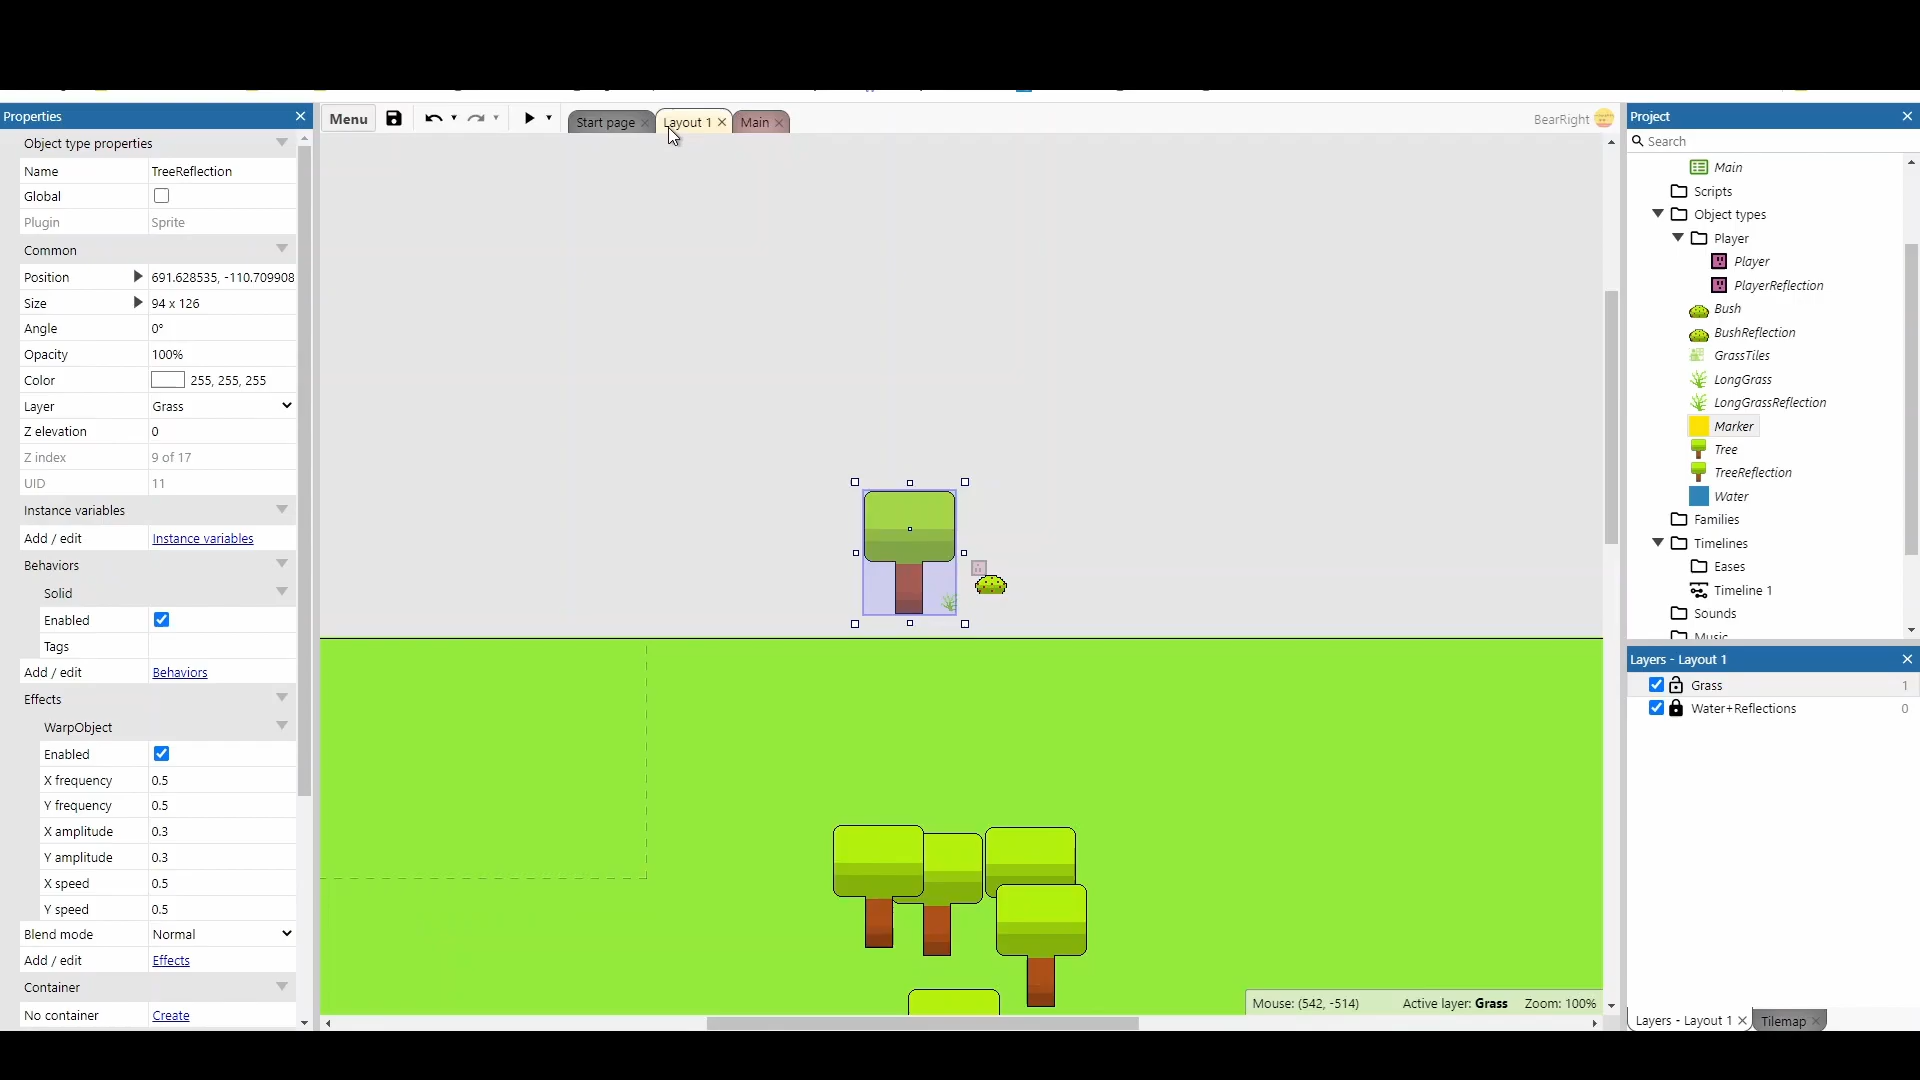 Properties
Menu
Start page
Layout 1
Main
BearRight
Project
Object type properties
Name TreeReflection
Global
Plugin Sprite
Common
Position 691.628535, -110.709908
Size 94 x 126
Angle 0°
Opacity 100%
Color 255, 255, 255
Layer Grass
Z elevation 0
Z index 9 of 17
UID 11
Instance variables
Add / edit Instance variables
Behaviors
Solid
Enabled
Tags
Add / edit Behaviors
Effects
WarpObject
Enabled
X frequency 0.5
Y frequency 0.5
X amplitude 0.3
Y amplitude 0.3
X speed 0.5
Y speed 0.5
Blend mode Normal
Add / edit Effects
Container
No container Create
Mouse: (542, -514) Active layer: Grass Zoom: 100%
Search
Main
Scripts
Object types
Player
Player
PlayerReflection
Bush
BushReflection
GrassTiles
LongGrass
LongGrassReflection
Marker
Tree
TreeReflection
Water
Families
Timelines
Eases
Timeline 1
Sounds
Music
Layers - Layout 1
Grass 1
Water+Reflections 0
Layers - Layout 1
Tilemap